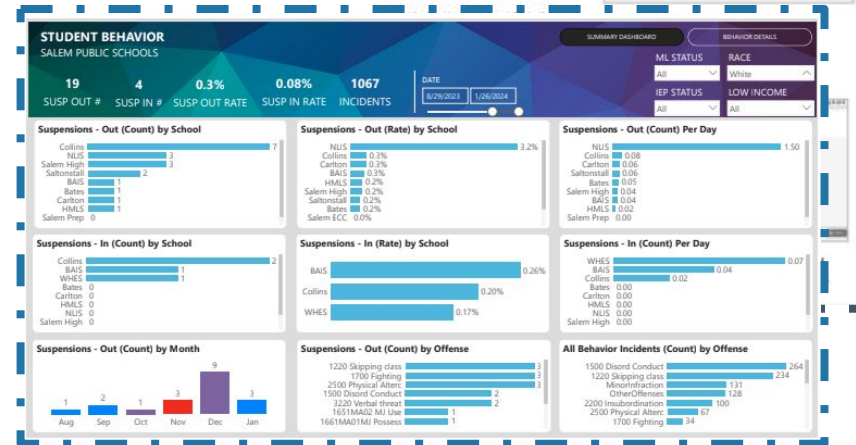 STUDENT BEHAVIOR
SALEM PUBLIC SCHOOLS
SUMMARY DASHBOARD
BEHAVIOR DETAILS
19
SUSP OUT #
4
SUSP IN #
0.3%
SUSP OUT RATE
0.08%
SUSP IN RATE
1067
INCIDENTS
DATE
8/29/2023
1/26/2024
ML STATUS
All
RACE
White
IEP STATUS
All
LOW INCOME
All
Suspensions - Out (Count) by School
Collins 7
NLIS 3
Salem High 3
Saltonstall 2
BAIS 1
Bates 1
Carlton 1
HMLS 1
Salem Prep 0
Suspensions - Out (Rate) by School
NLIS 3.2%
Collins 0.3%
Carlton 0.3%
BAIS 0.3%
HMLS 0.2%
Salem High 0.2%
Saltonstall 0.2%
Bates 0.2%
Salem ECC 0.0%
Suspensions - Out (Count) Per Day
NLIS 1.50
Collins 0.08
Carlton 0.06
Saltonstall 0.06
Bates 0.05
Salem High 0.04
BAIS 0.04
HMLS 0.02
Salem Prep 0.00
Suspensions - In (Count) by School
Collins 2
BAIS 1
WHES 1
Bates 0
Carlton 0
HMLS 0
NLIS 0
Salem High 0
Suspensions - In (Rate) by School
BAIS 0.26%
Collins 0.20%
WHES 0.17%
Suspensions - In (Count) Per Day
WHES 0.07
BAIS 0.04
Collins 0.02
Bates 0.00
Carlton 0.00
HMLS 0.00
NLIS 0.00
Salem High 0.00
Suspensions - Out (Count) by Month
1 2 1 3 9 3
Aug Sep Oct Nov Dec Jan
Suspensions - Out (Count) by Offense
1220 Skipping class 3
1700 Fighting 3
2500 Physical Alterc 3
1500 Disord Conduct 2
3220 Verbal threat 2
1651MA02 MJ Use 1
1661MA01MJ Possess 1
All Behavior Incidents (Count) by Offense
1500 Disord Conduct 264
1220 Skipping class 234
MinorInfraction 131
OtherOffenses 128
2200 Insubordination 100
2500 Physical Alterc 67
1700 Fighting 34